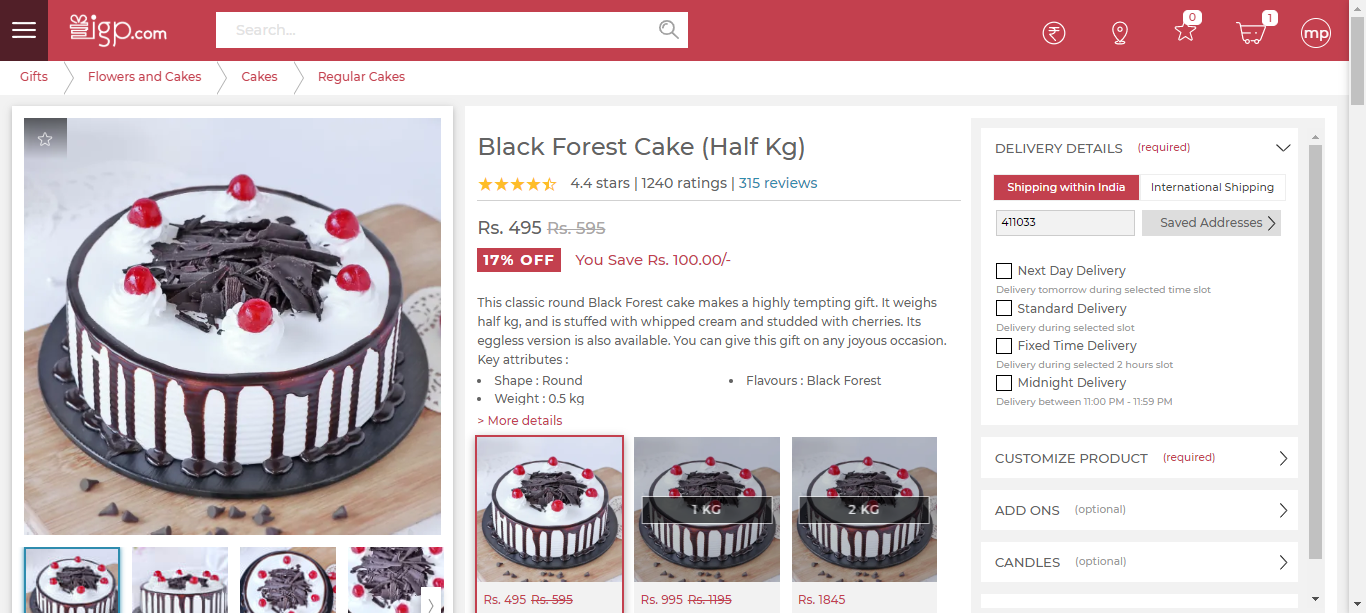 igp.com
Search...
0
1
mp
Gifts
Flowers and Cakes
Cakes
Regular Cakes
Black Forest Cake (Half Kg)
4.4 stars | 1240 ratings | 315 reviews
Rs. 495 Rs. 595
17% OFF You Save Rs. 100.00/-
This classic round Black Forest cake makes a highly tempting gift. It weighs
half kg, and is stuffed with whipped cream and studded with cherries. Its
eggless version is also available. You can give this gift on any joyous occasion.
Key attributes :
• Shape : Round
• Flavours : Black Forest
• Weight : 0.5 kg
> More details
1 KG
2 KG
Rs. 495 Rs. 595
Rs. 995 Rs. 1195
Rs. 1845
DELIVERY DETAILS (required)
Shipping within India
International Shipping
411033
Saved Addresses
Next Day Delivery
Delivery tomorrow during selected time slot
Standard Delivery
Delivery during selected slot
Fixed Time Delivery
Delivery during selected 2 hours slot
Midnight Delivery
Delivery between 11:00 PM - 11:59 PM
CUSTOMIZE PRODUCT (required)
ADD ONS (optional)
CANDLES (optional)